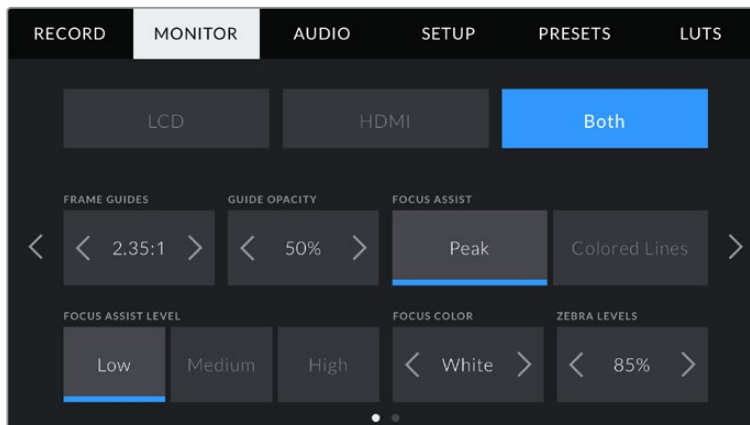 RECORD MONITOR AUDIO SETUP PRESETS LUTS
LCD HDMI Both
FRAME GUIDES GUIDE OPACITY FOCUS ASSIST
2.35:1 50% Peak Colored Lines
FOCUS ASSIST LEVEL FOCUS COLOR ZEBRA LEVELS
Low Medium High White 85%